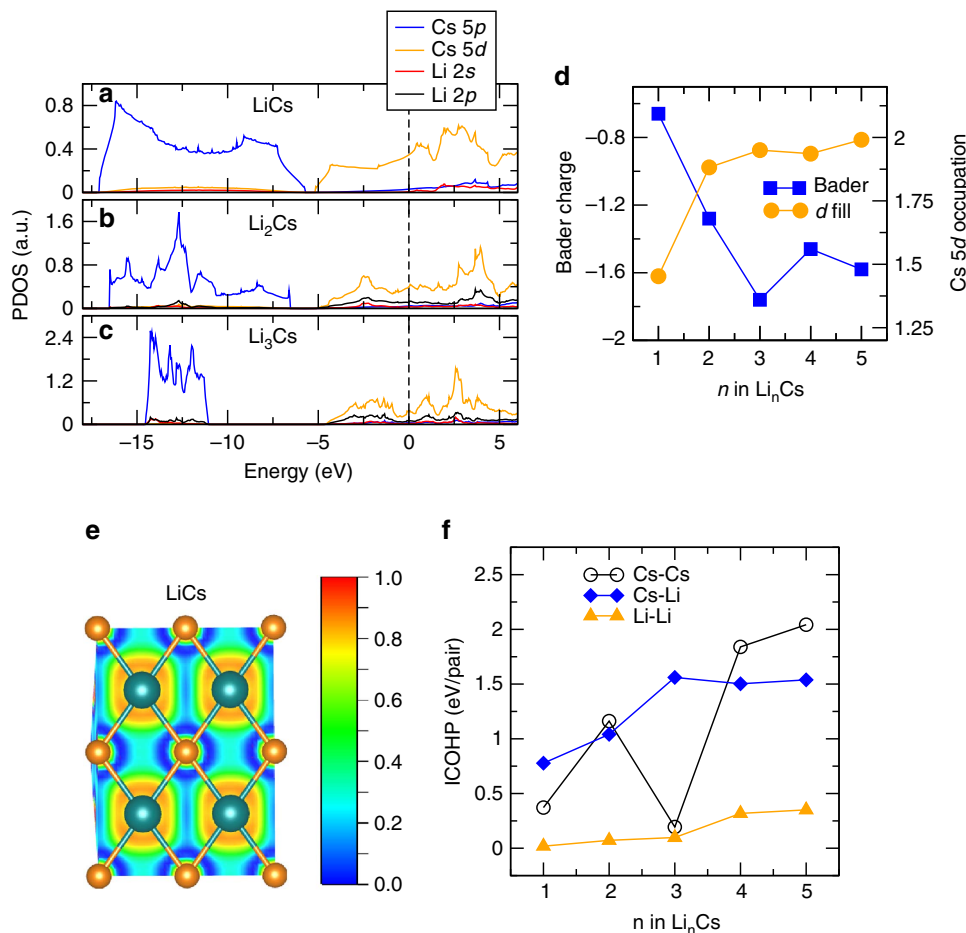 Cs 5p
Cs 5d
Li 2s
Li 2p
a
LiCs
0.8
0.4
0
b
Li2Cs
1.6
0.8
0
c
Li3Cs
2.4
1.2
0
PDOS (a.u.)
−15 −10 −5 0 5
Energy (eV)
d
−0.8
−1.2
−1.6
−2
Bader charge
Bader
d fill
2
1.75
1.5
1.25
Cs 5d occupation
1 2 3 4 5
n in LinCs
e
LiCs
1.0
0.8
0.6
0.4
0.2
0.0
f
Cs-Cs
Cs-Li
Li-Li
2.5
2
1.5
1
0.5
0
ICOHP (eV/pair)
1 2 3 4 5
n in LinCs